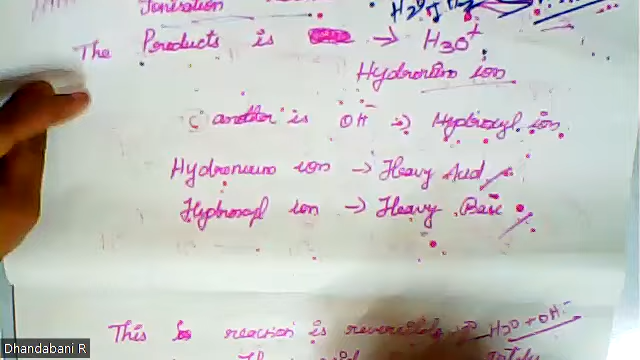 Ionisation
The Products is → H3O+
Hydronium ion
another is OH- => Hydroxyl ion
Hydronium ion → Heavy Acid
Hydroxyl ion → Heavy Base
This reaction is reversible H2O + OH-
Dhandabani R